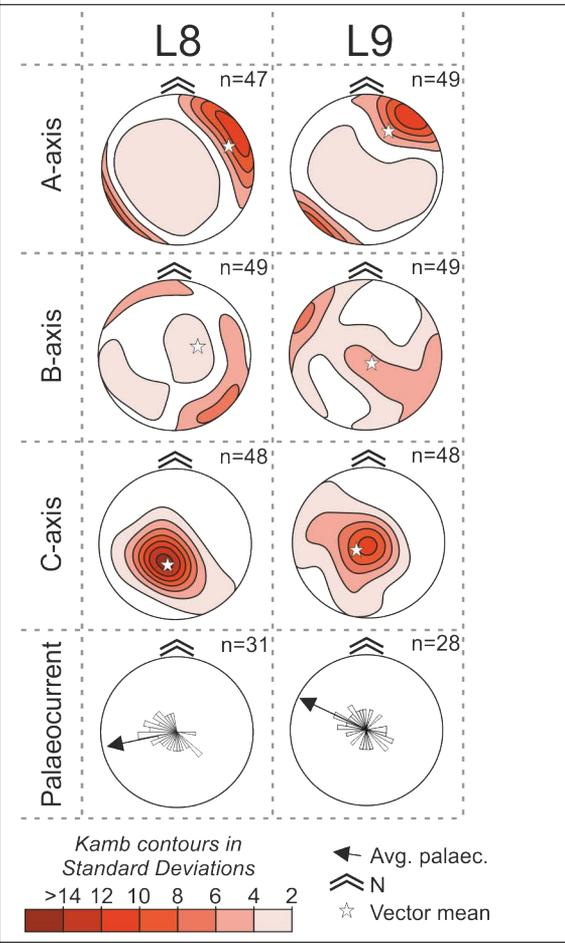 L8 L9
n=47 n=49
A-axis
n=49 n=49
B-axis
n=48 n=48
C-axis
n=31 n=28
Palaeocurrent
Kamb contours in
Standard Deviations
>14 12 10 8 6 4 2
Avg. palaec.
N
Vector mean